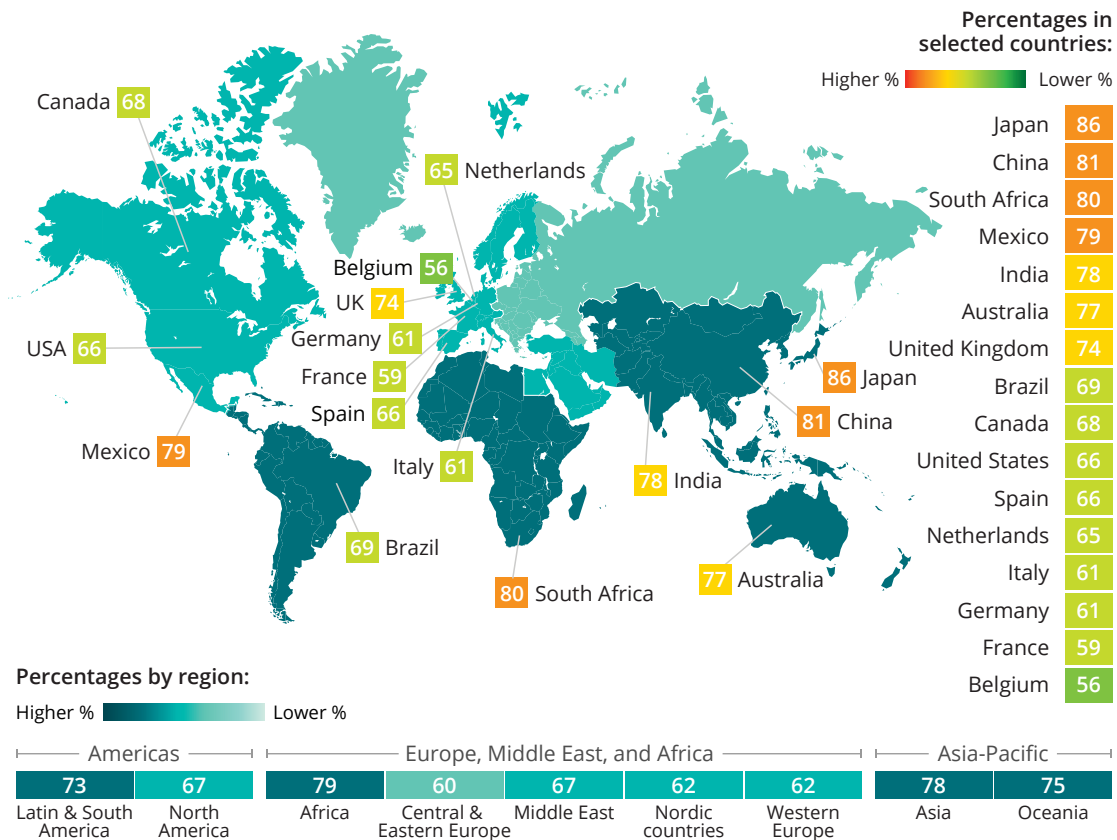 Percentages in
selected countries:
Higher %
Lower %
Canada 68
65 Netherlands
Belgium 56
UK 74
Germany 61
USA 66
France 59
Spain 66
86 Japan
81 China
Mexico 79
Italy 61
78 India
69 Brazil
80 South Africa
77 Australia
Japan 86
China 81
South Africa 80
Mexico 79
India 78
Australia 77
United Kingdom 74
Brazil 69
Canada 68
United States 66
Spain 66
Netherlands 65
Italy 61
Germany 61
France 59
Belgium 56
Percentages by region:
Higher %
Lower %
Americas
73
Latin & South
America
67
North
America
Europe, Middle East, and Africa
79
Africa
60
Central &
Eastern Europe
67
Middle East
62
Nordic
countries
62
Western
Europe
Asia-Pacific
78
Asia
75
Oceania